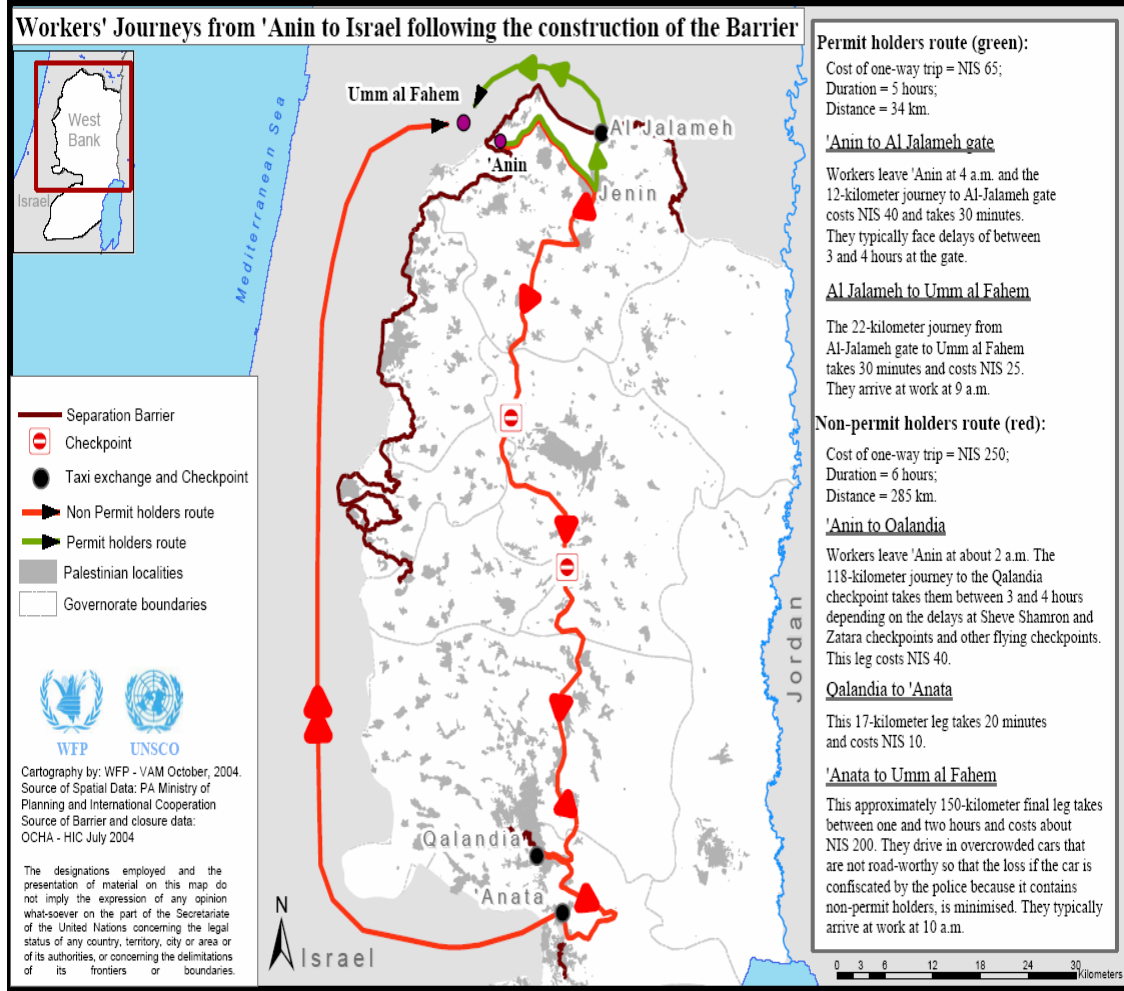 Workers' Journeys from 'Anin to Israel following the construction of the Barrier
West
Bank
Israel
Mediterranean Sea
Umm al Fahem
'Anin
Al Jalameh
Jenin
Qalandia
'Anata
Israel
Jordan
N
Separation Barrier
Checkpoint
Taxi exchange and Checkpoint
Non Permit holders route
Permit holders route
Palestinian localities
Governorate boundaries
WFP
UNSCO
Cartography by: WFP - VAM October, 2004.
Source of Spatial Data: PA Ministry of
Planning and International Cooperation
Source of Barrier and closure data:
OCHA - HIC July 2004
The designations employed and the
presentation of material on this map do
not imply the expression of any opinion
what-soever on the part of the Secretariate
of the United Nations concerning the legal
status of any country, territory, city or area or
of its authorities, or concerning the delimitations
of its frontiers or boundaries.
Permit holders route (green):
Cost of one-way trip = NIS 65;
Duration = 5 hours;
Distance = 34 km.
'Anin to Al Jalameh gate
Workers leave 'Anin at 4 a.m. and the
12-kilometer journey to Al-Jalameh gate
costs NIS 40 and takes 30 minutes.
They typically face delays of between
3 and 4 hours at the gate.
Al Jalameh to Umm al Fahem
The 22-kilometer journey from
Al-Jalameh gate to Umm al Fahem
takes 30 minutes and costs NIS 25.
They arrive at work at 9 a.m.
Non-permit holders route (red):
Cost of one-way trip = NIS 250;
Duration = 6 hours;
Distance = 285 km.
'Anin to Qalandia
Workers leave 'Anin at about 2 a.m. The
118-kilometer journey to the Qalandia
checkpoint takes them between 3 and 4 hours
depending on the delays at Sheve Shamron and
Zatara checkpoints and other flying checkpoints.
This leg costs NIS 40.
Qalandia to 'Anata
This 17-kilometer leg takes 20 minutes
and costs NIS 10.
'Anata to Umm al Fahem
This approximately 150-kilometer final leg takes
between one and two hours and costs about
NIS 200. They drive in overcrowded cars that
are not road-worthy so that the loss if the car is
confiscated by the police because it contains
non-permit holders, is minimised. They typically
arrive at work at 10 a.m.
0 3 6 12 18 24 30
Kilometers